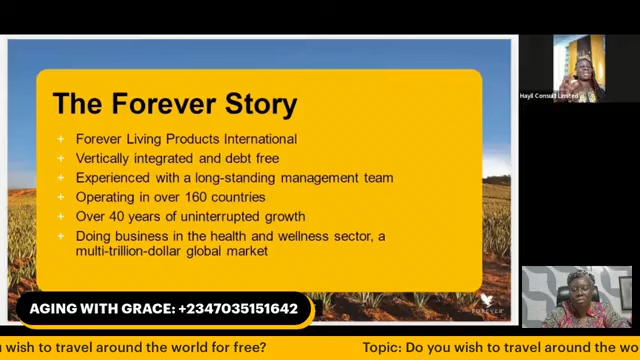 The Forever Story
+ Forever Living Products International
+ Vertically integrated and debt free
+ Experienced with a long-standing management team
+ Operating in over 160 countries
+ Over 40 years of uninterrupted growth
+ Doing business in the health and wellness sector, a
multi-trillion-dollar global market
Hayil Consult Limited
FOREVER
AGING WITH GRACE: +2347035151642
u wish to travel around the world for free? Topic: Do you wish to travel around the wo